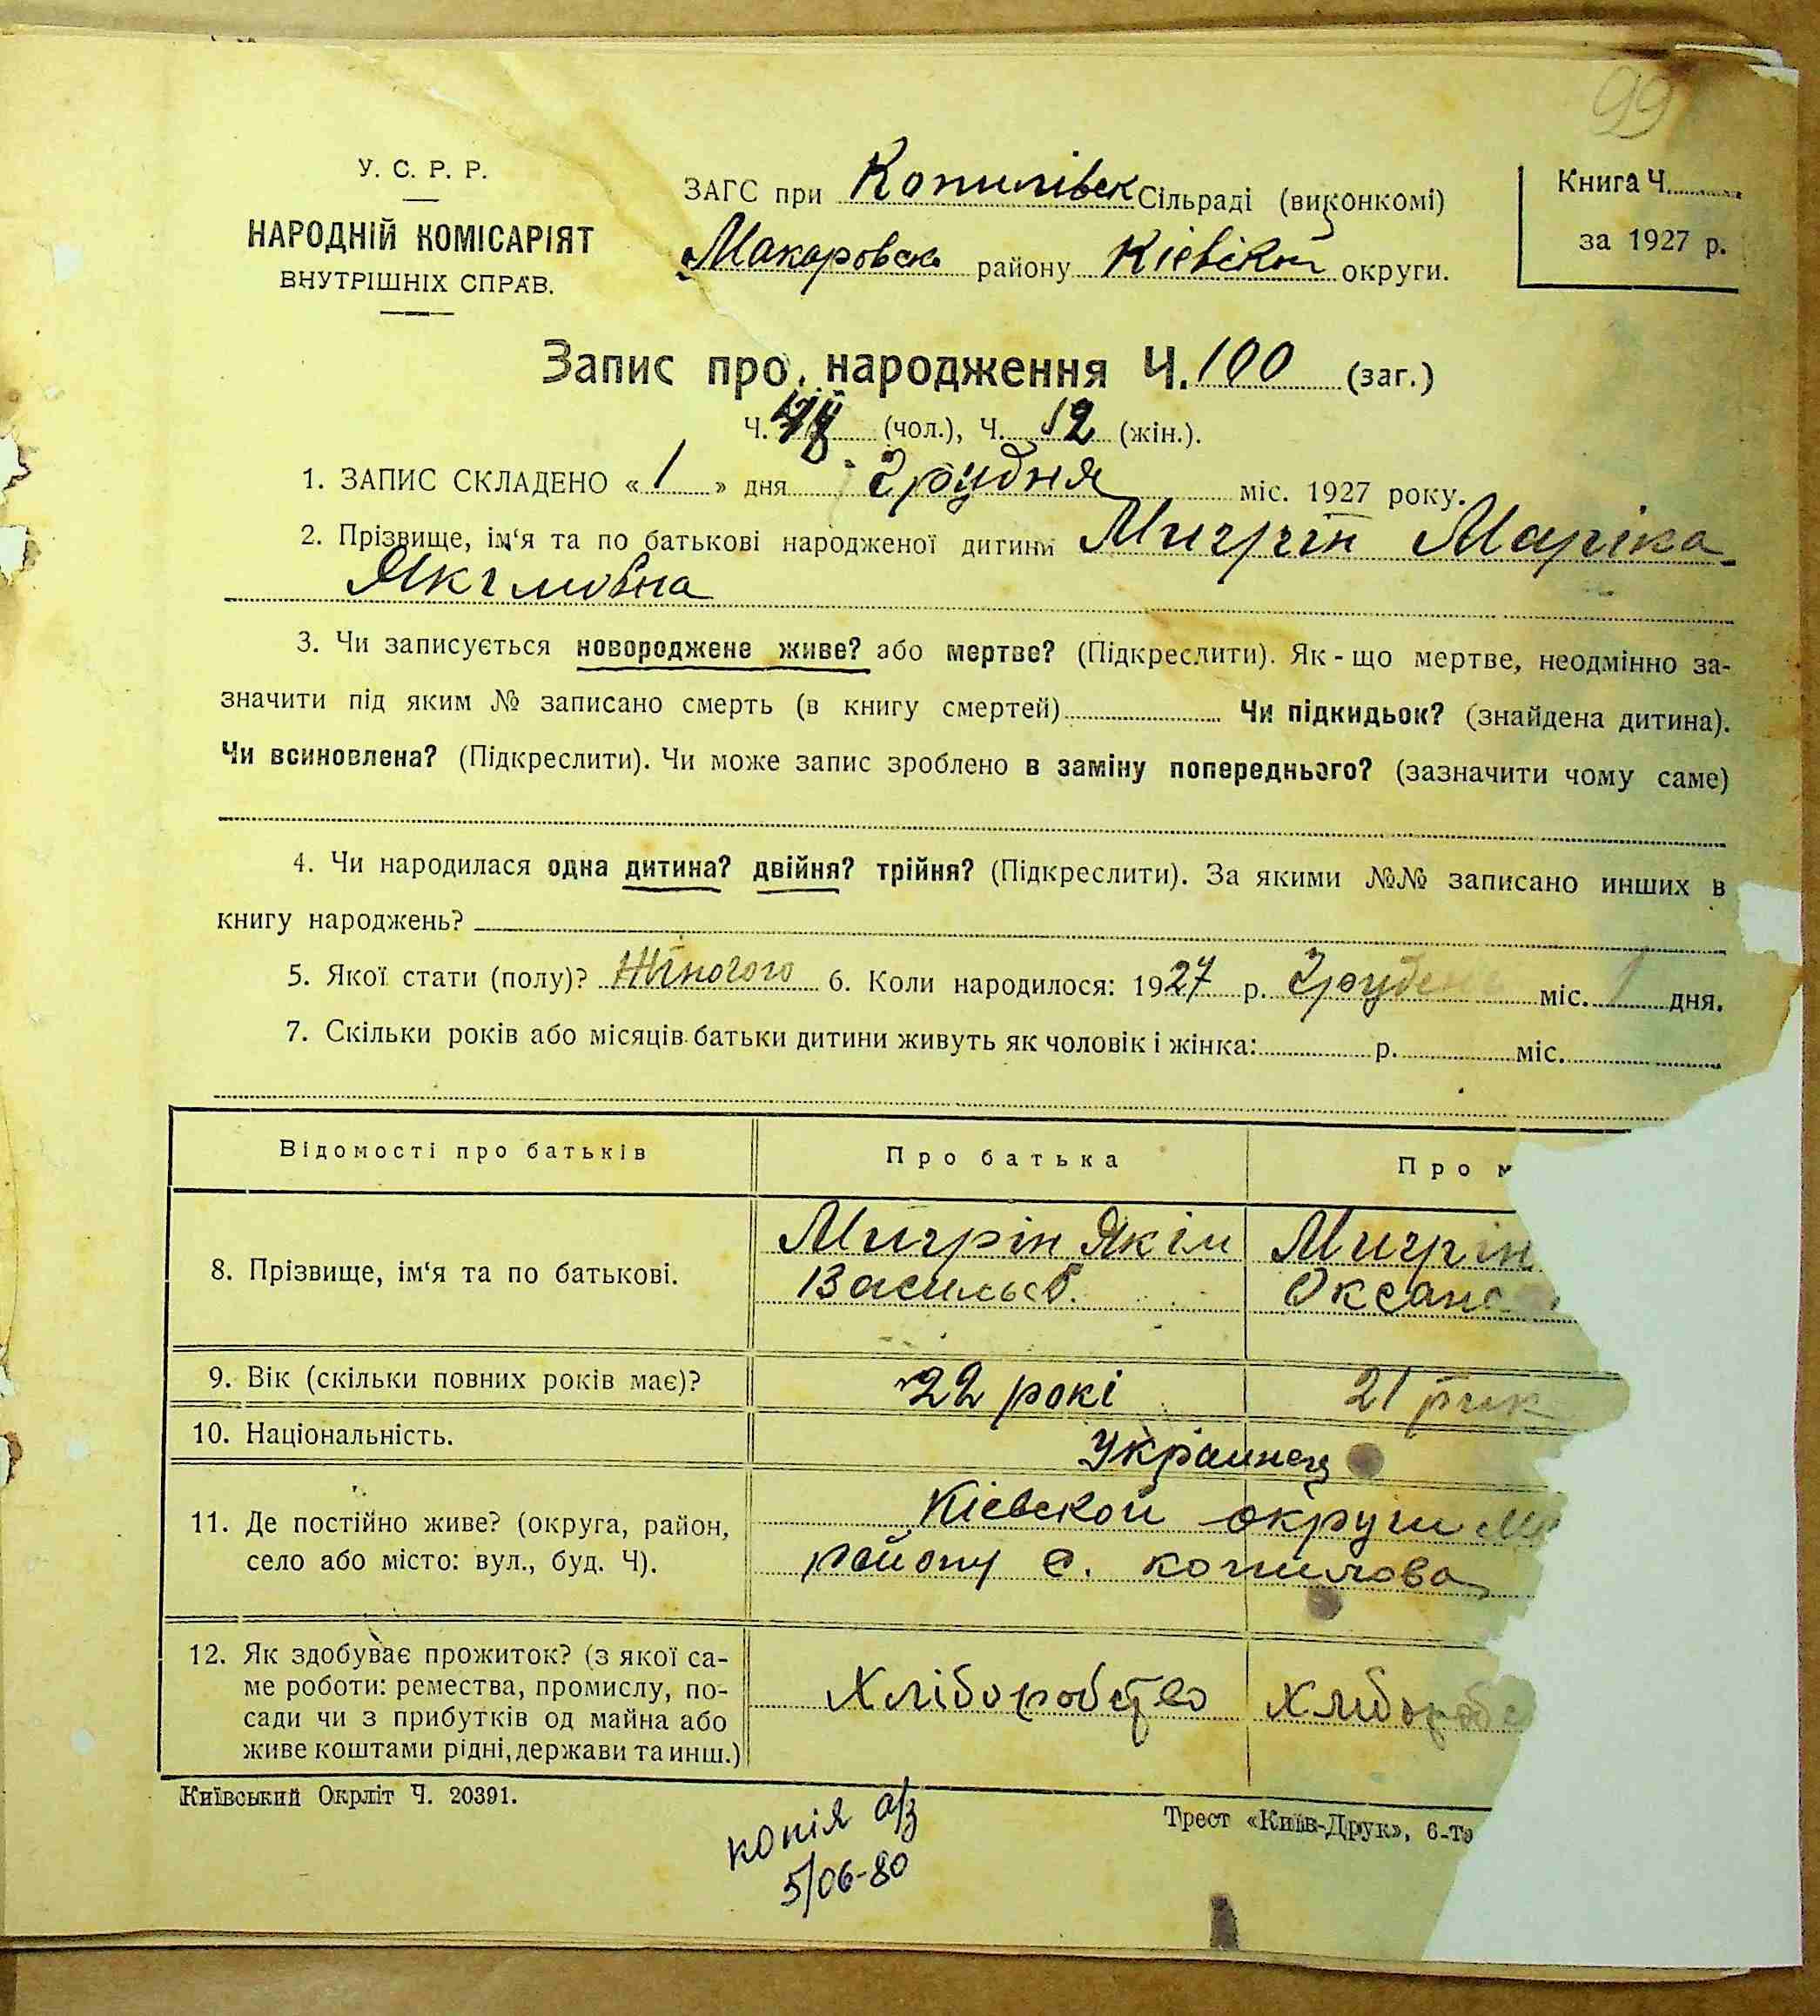 99
У. С. Р. Р.
НАРОДНІЙ КОМІСАРІЯТ
ВНУТРІШНІХ СПРАВ.
ЗАГС при Копилівск Сільраді (виконкомі)
Макаровск району Кіевскої округи.
Книга Ч.
за 1927 р.
Запис про народження Ч. 100 (заг.)
Ч. (чол.), Ч. 12 (жін.).
1. ЗАПИС СКЛАДЕНО « 1 » дня Грудня міс. 1927 року.
2. Прізвище, ім‘я та по батькові народженої дитини Мигрін Маріка
Якімовна
3. Чи записується новороджене живе? або мертве? (Підкреслити). Як-що мертве, неодмінно за-
значити під яким № записано смерть (в книгу смертей) Чи підкидьок? (знайдена дитина).
Чи всиновлена? (Підкреслити). Чи може запис зроблено в заміну попереднього? (зазначити чому саме)
4. Чи народилася одна дитина? двійня? трійня? (Підкреслити). За якими №№ записано инших в
книгу народжень?
5. Якої стати (полу)? Жіночого 6. Коли народилося: 1927 р. Грудень міс. 1 дня.
7. Скільки років або місяців батьки дитини живуть як чоловік і жінка: р. міс.
Відомості про батьків
Про батька
Про м
8. Прізвище, ім‘я та по батькові.
Мигрін Якім
Васильєв.
Мигрін
Оксана
9. Вік (скільки повних років має)?
22 рокі
21 рік
10. Національність.
Украинец
11. Де постійно живе? (округа, район,
село або місто: вул., буд. Ч).
Кіевской округи
району с. копилова
12. Як здобуває прожиток? (з якої са-
ме роботи: ремества, промислу, по-
сади чи з прибутків од майна або
живе коштами рідні, держави та инш.)
Хліборобство
Хлиборобс
Київський Окрліт Ч. 20391.
Трест «Київ-Друк», 6-та
копія а/з
5/06-80